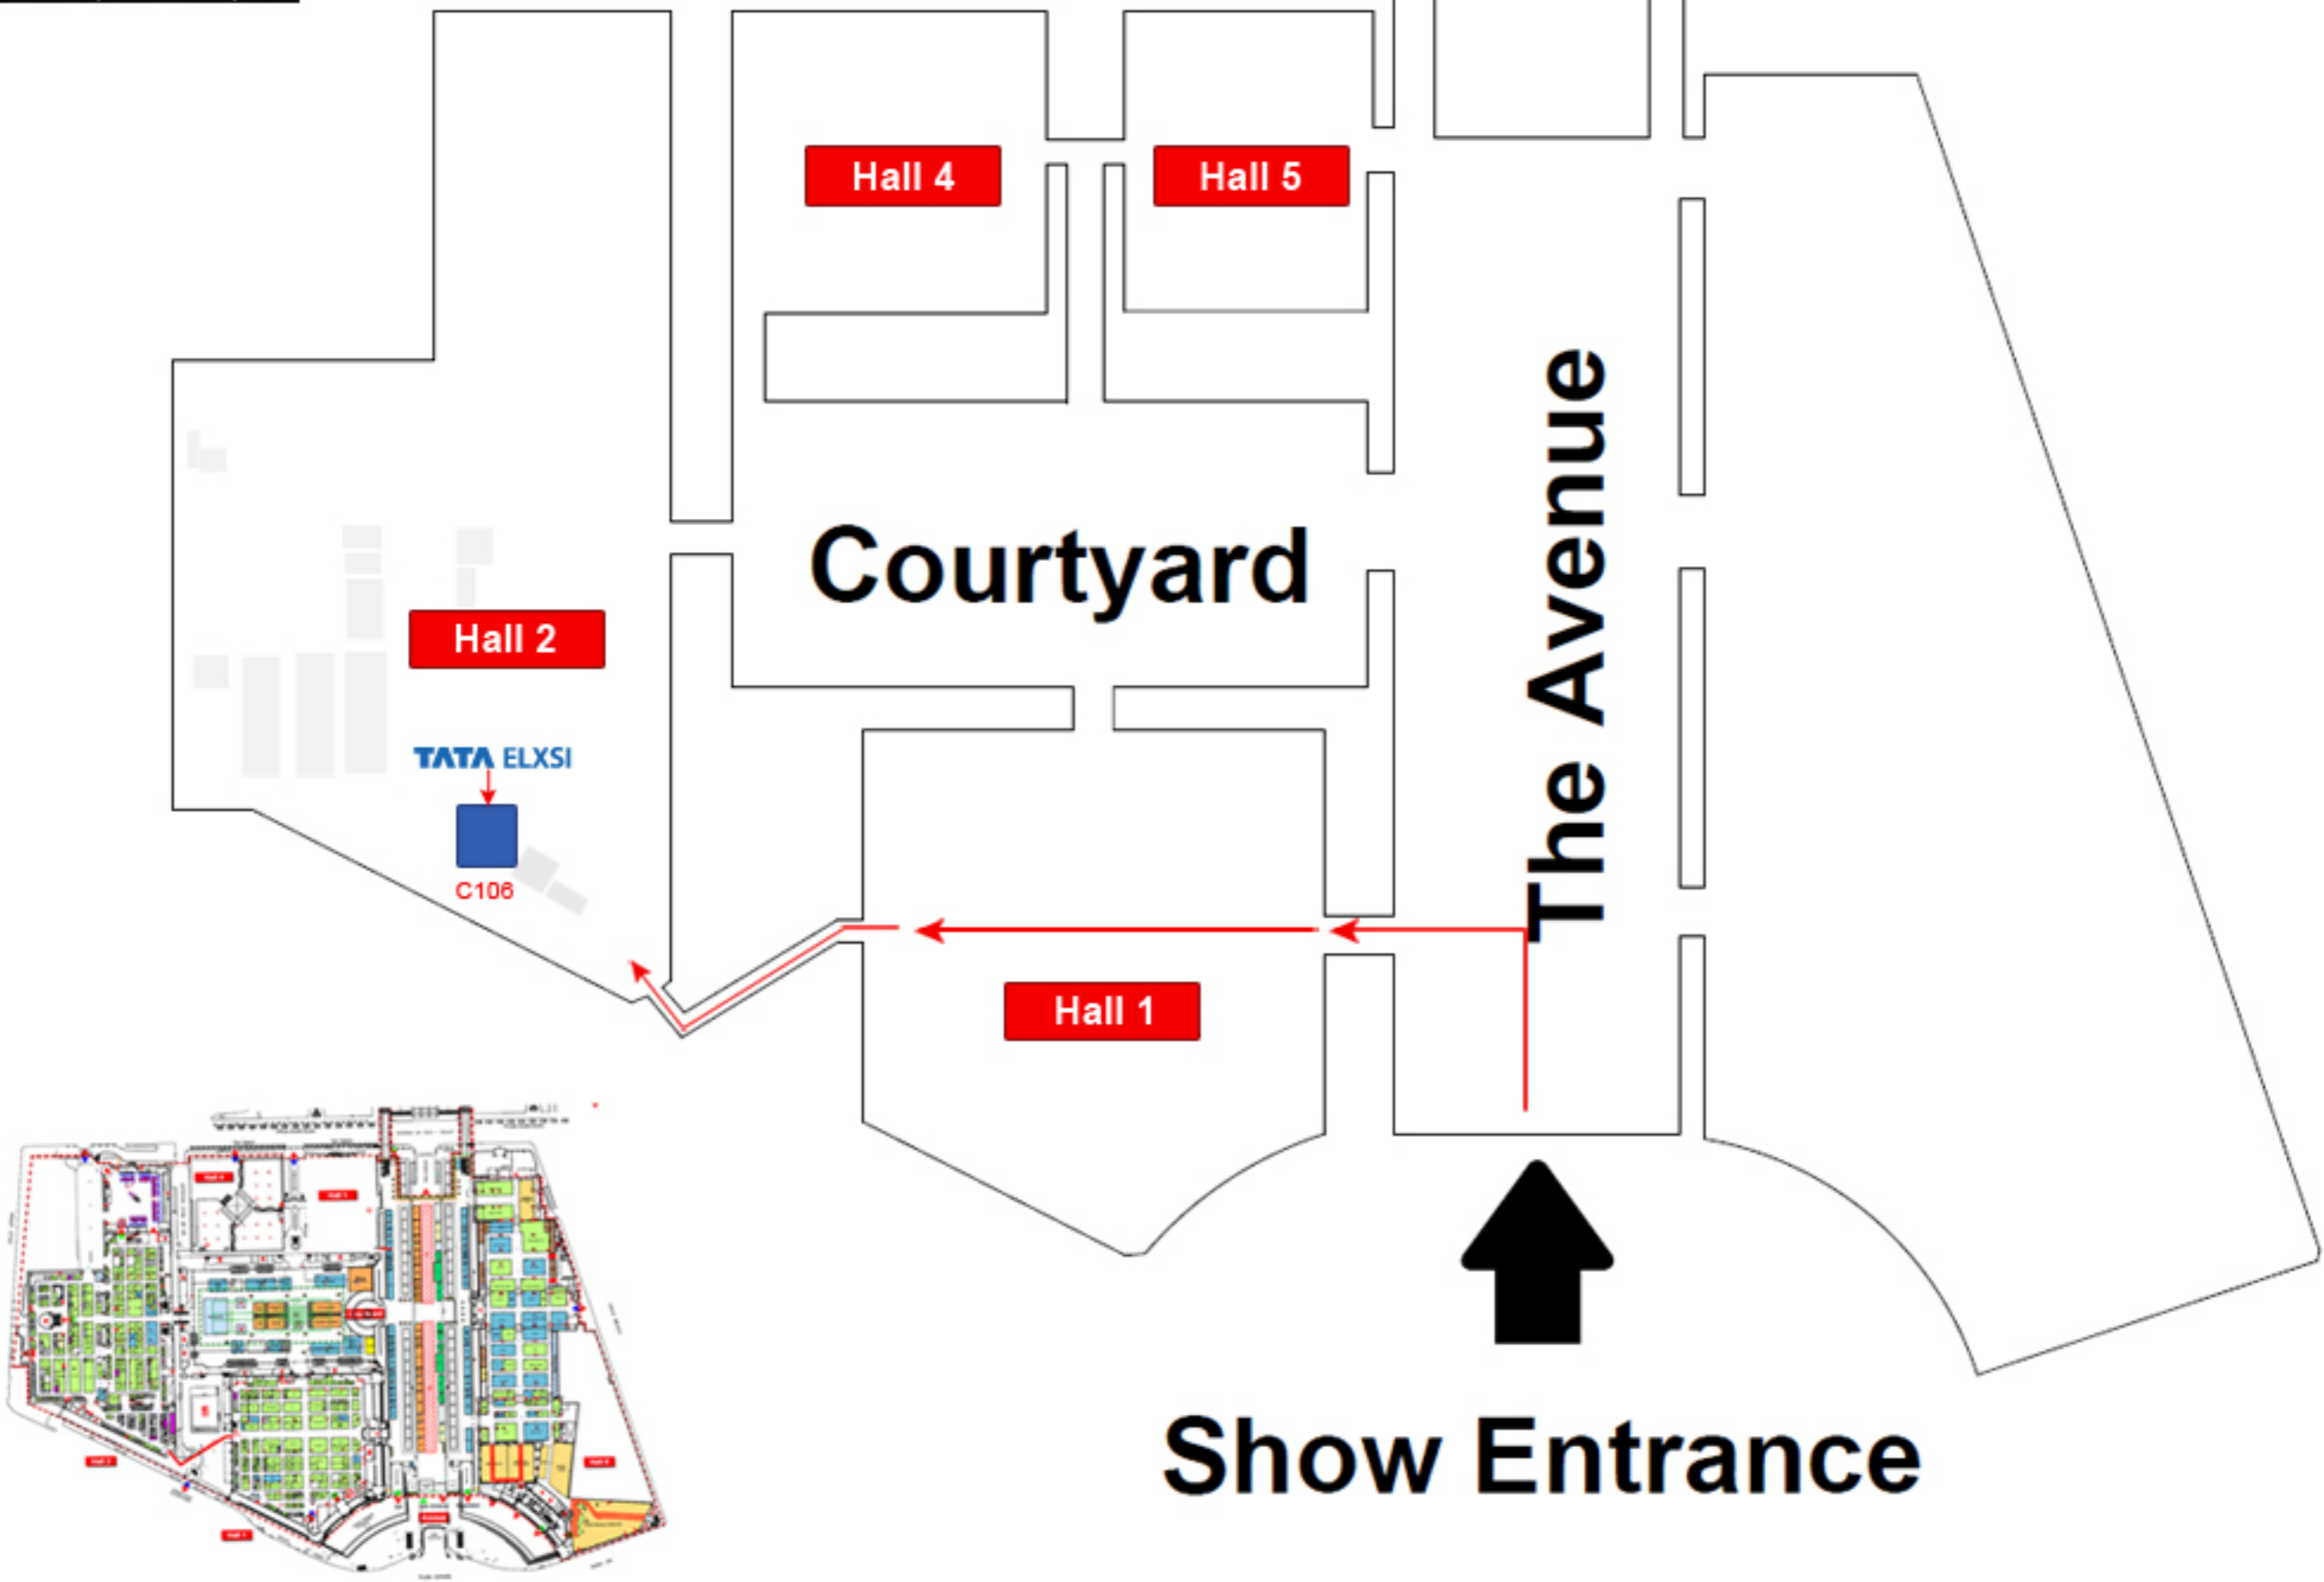 Hall 4
Hall 5
The Avenue
Courtyard
Hall 2
TATA ELXSI
C106
Hall 1
Show Entrance